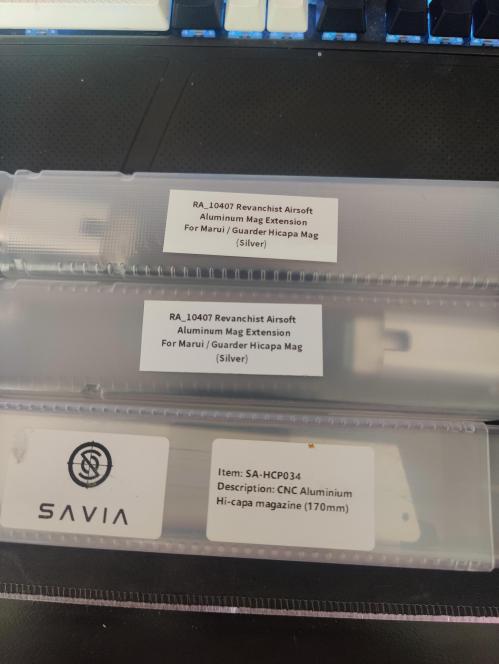 RA_10407 Revanchist Airsoft
Aluminum Mag Extension
For Marui / Guarder Hicapa Mag
(Silver)
RA_10407 Revanchist Airsoft
Aluminum Mag Extension
For Marui / Guarder Hicapa Mag
(Silver)
SAVIA
Item: SA-HCP034
Description: CNC Aluminium
Hi-capa magazine (170mm)